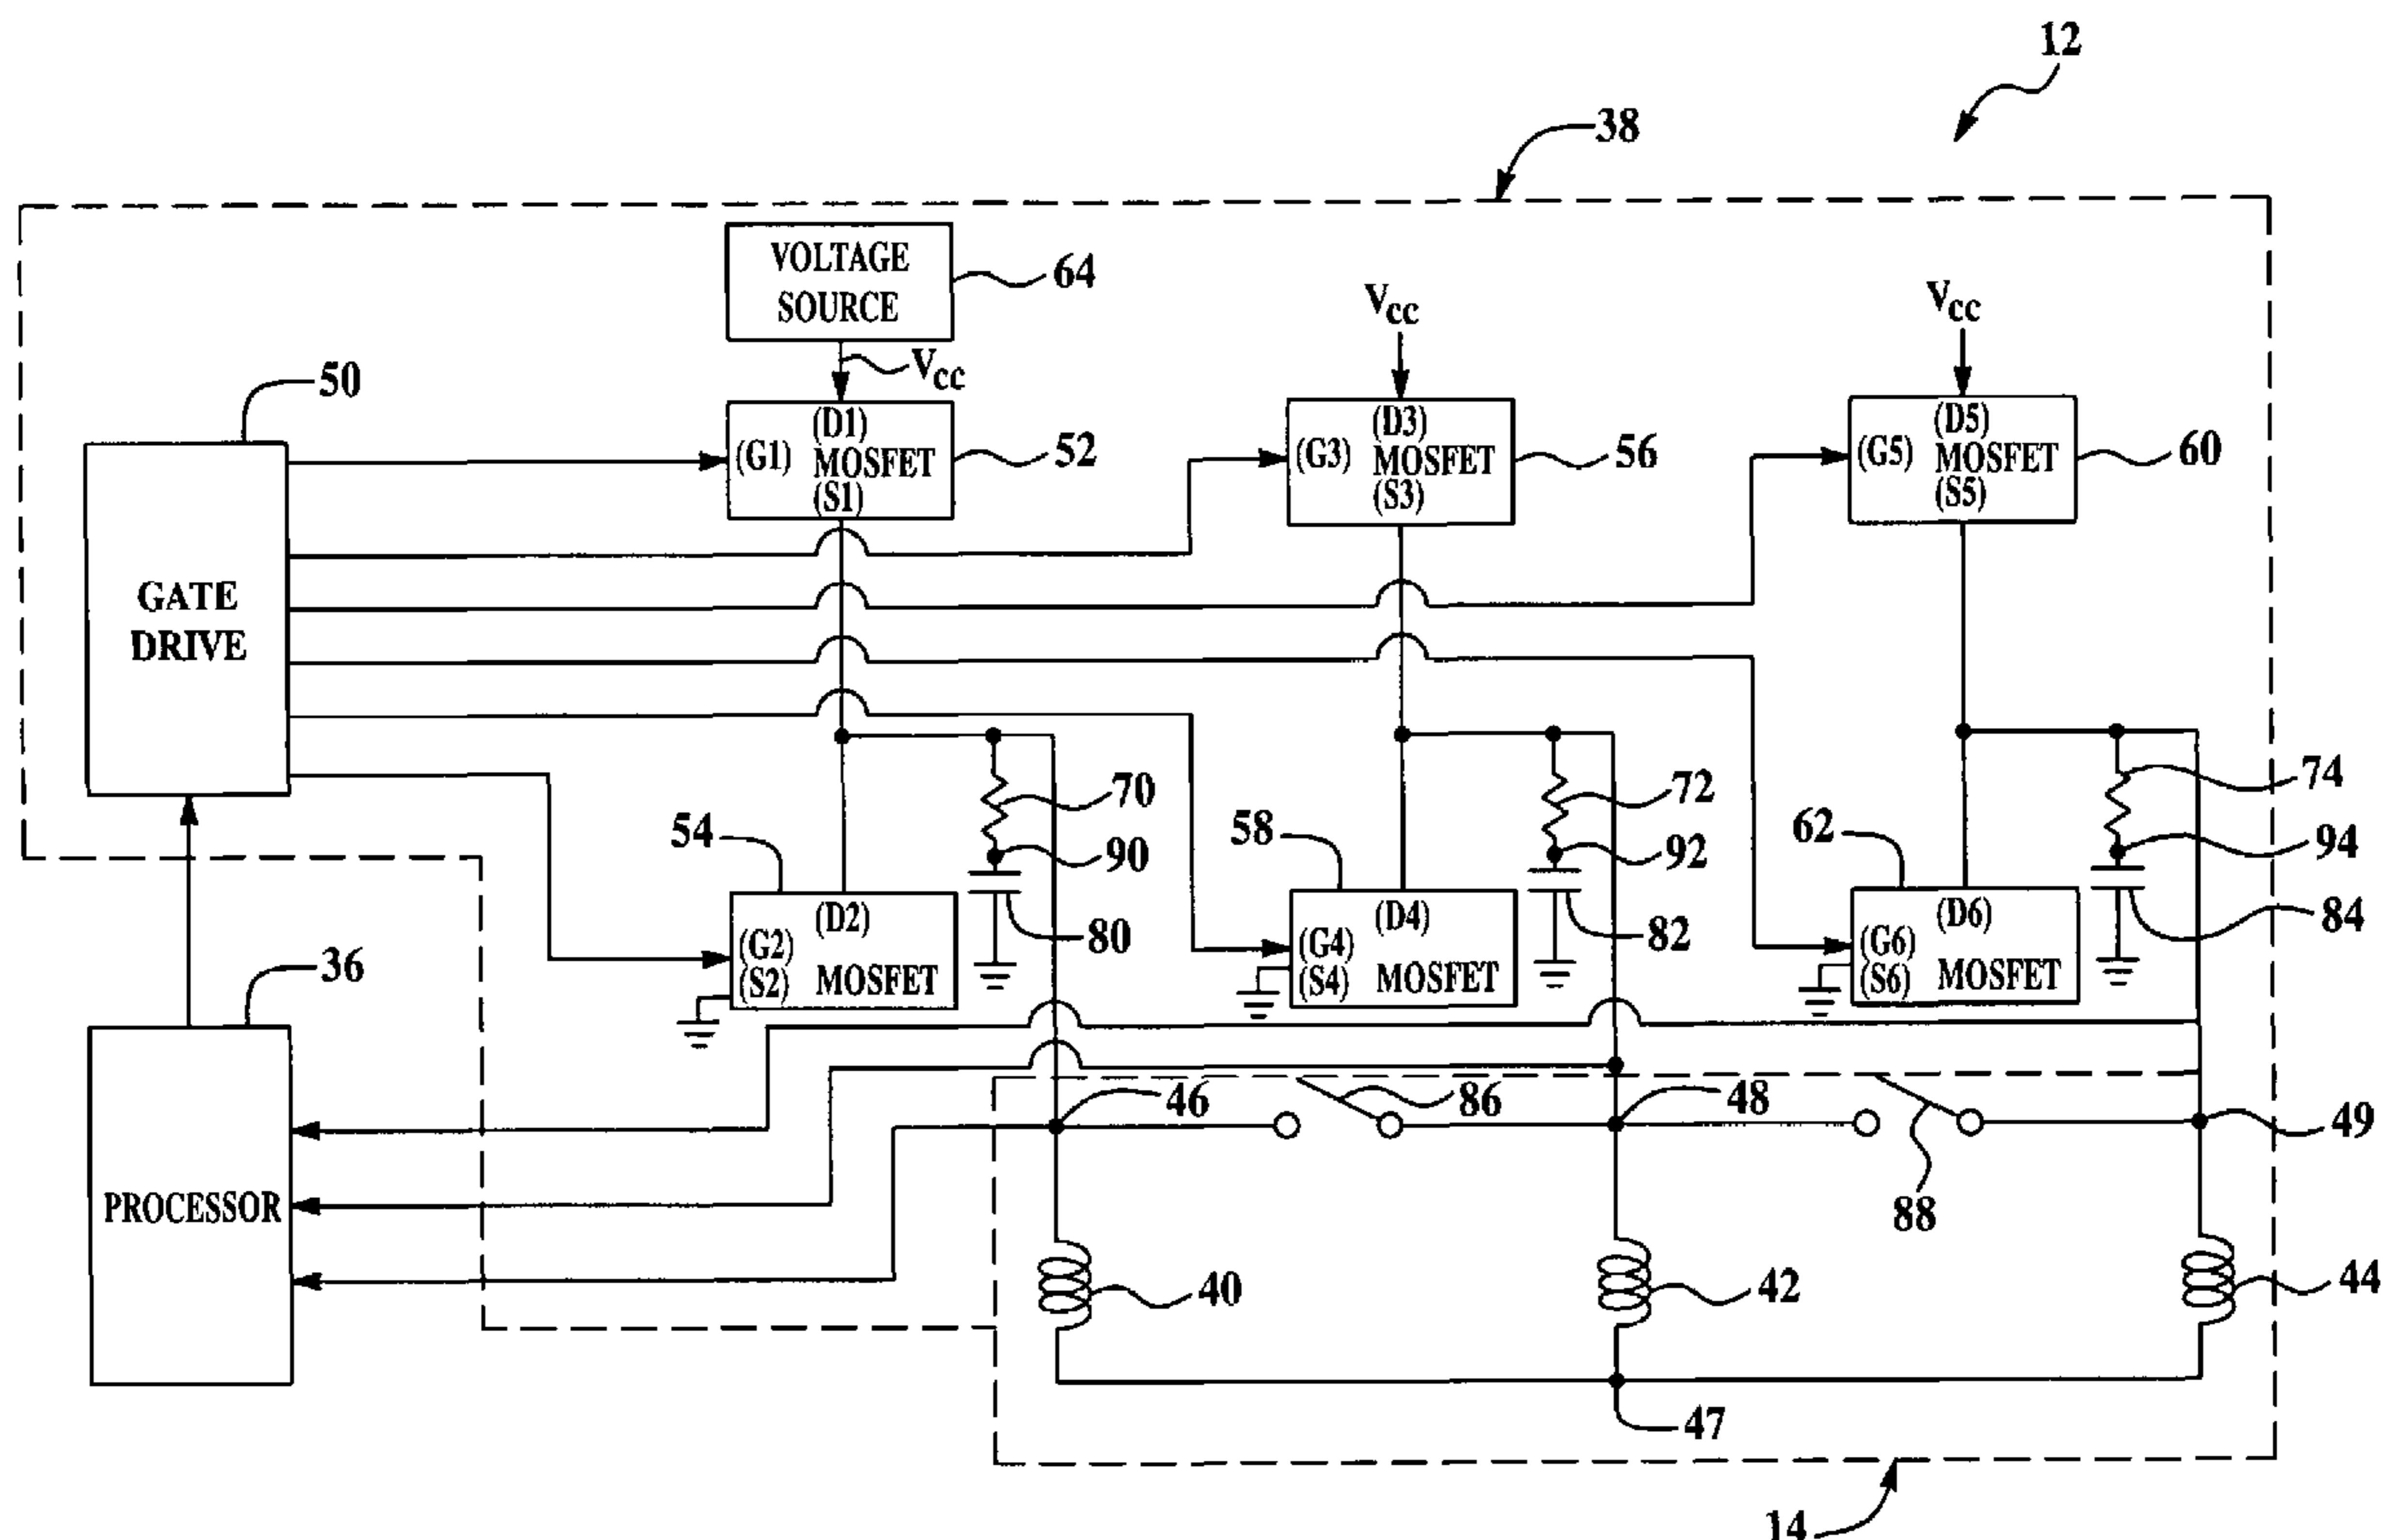 12
38
VOLTAGE
SOURCE
64
Vcc
Vcc
Vcc
50
(D1)
(G1) MOSFET
(S1)
52
(D3)
(G3) MOSFET
(S3)
56
(D5)
(G5) MOSFET
(S5)
60
GATE
DRIVE
70
72
74
54
90
58
92
62
94
(D2)
(G2)
(S2) MOSFET
80
(D4)
(G4)
(S4) MOSFET
82
(D6)
(G6)
(S6) MOSFET
84
36
PROCESSOR
46
86
48
88
49
40
42
44
47
14